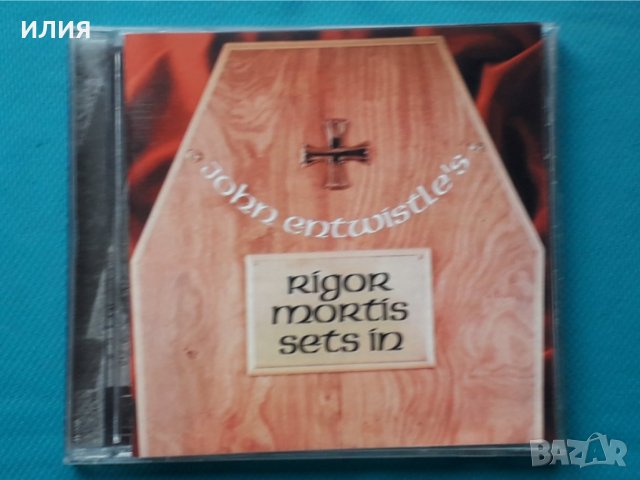 илия
John Entwistle's
Rigor
Mortis
Sets in
BAZAR